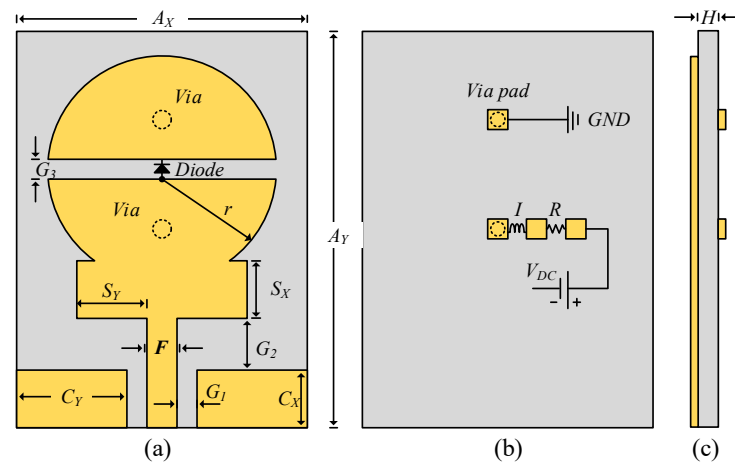 A_X
Via
G_3
Diode
Via
r
S_Y
S_X
F
G_2
C_Y
G_1
C_X
(a)
A_Y
Via pad
GND
I
R
V_DC
- +
(b)
H
(c)